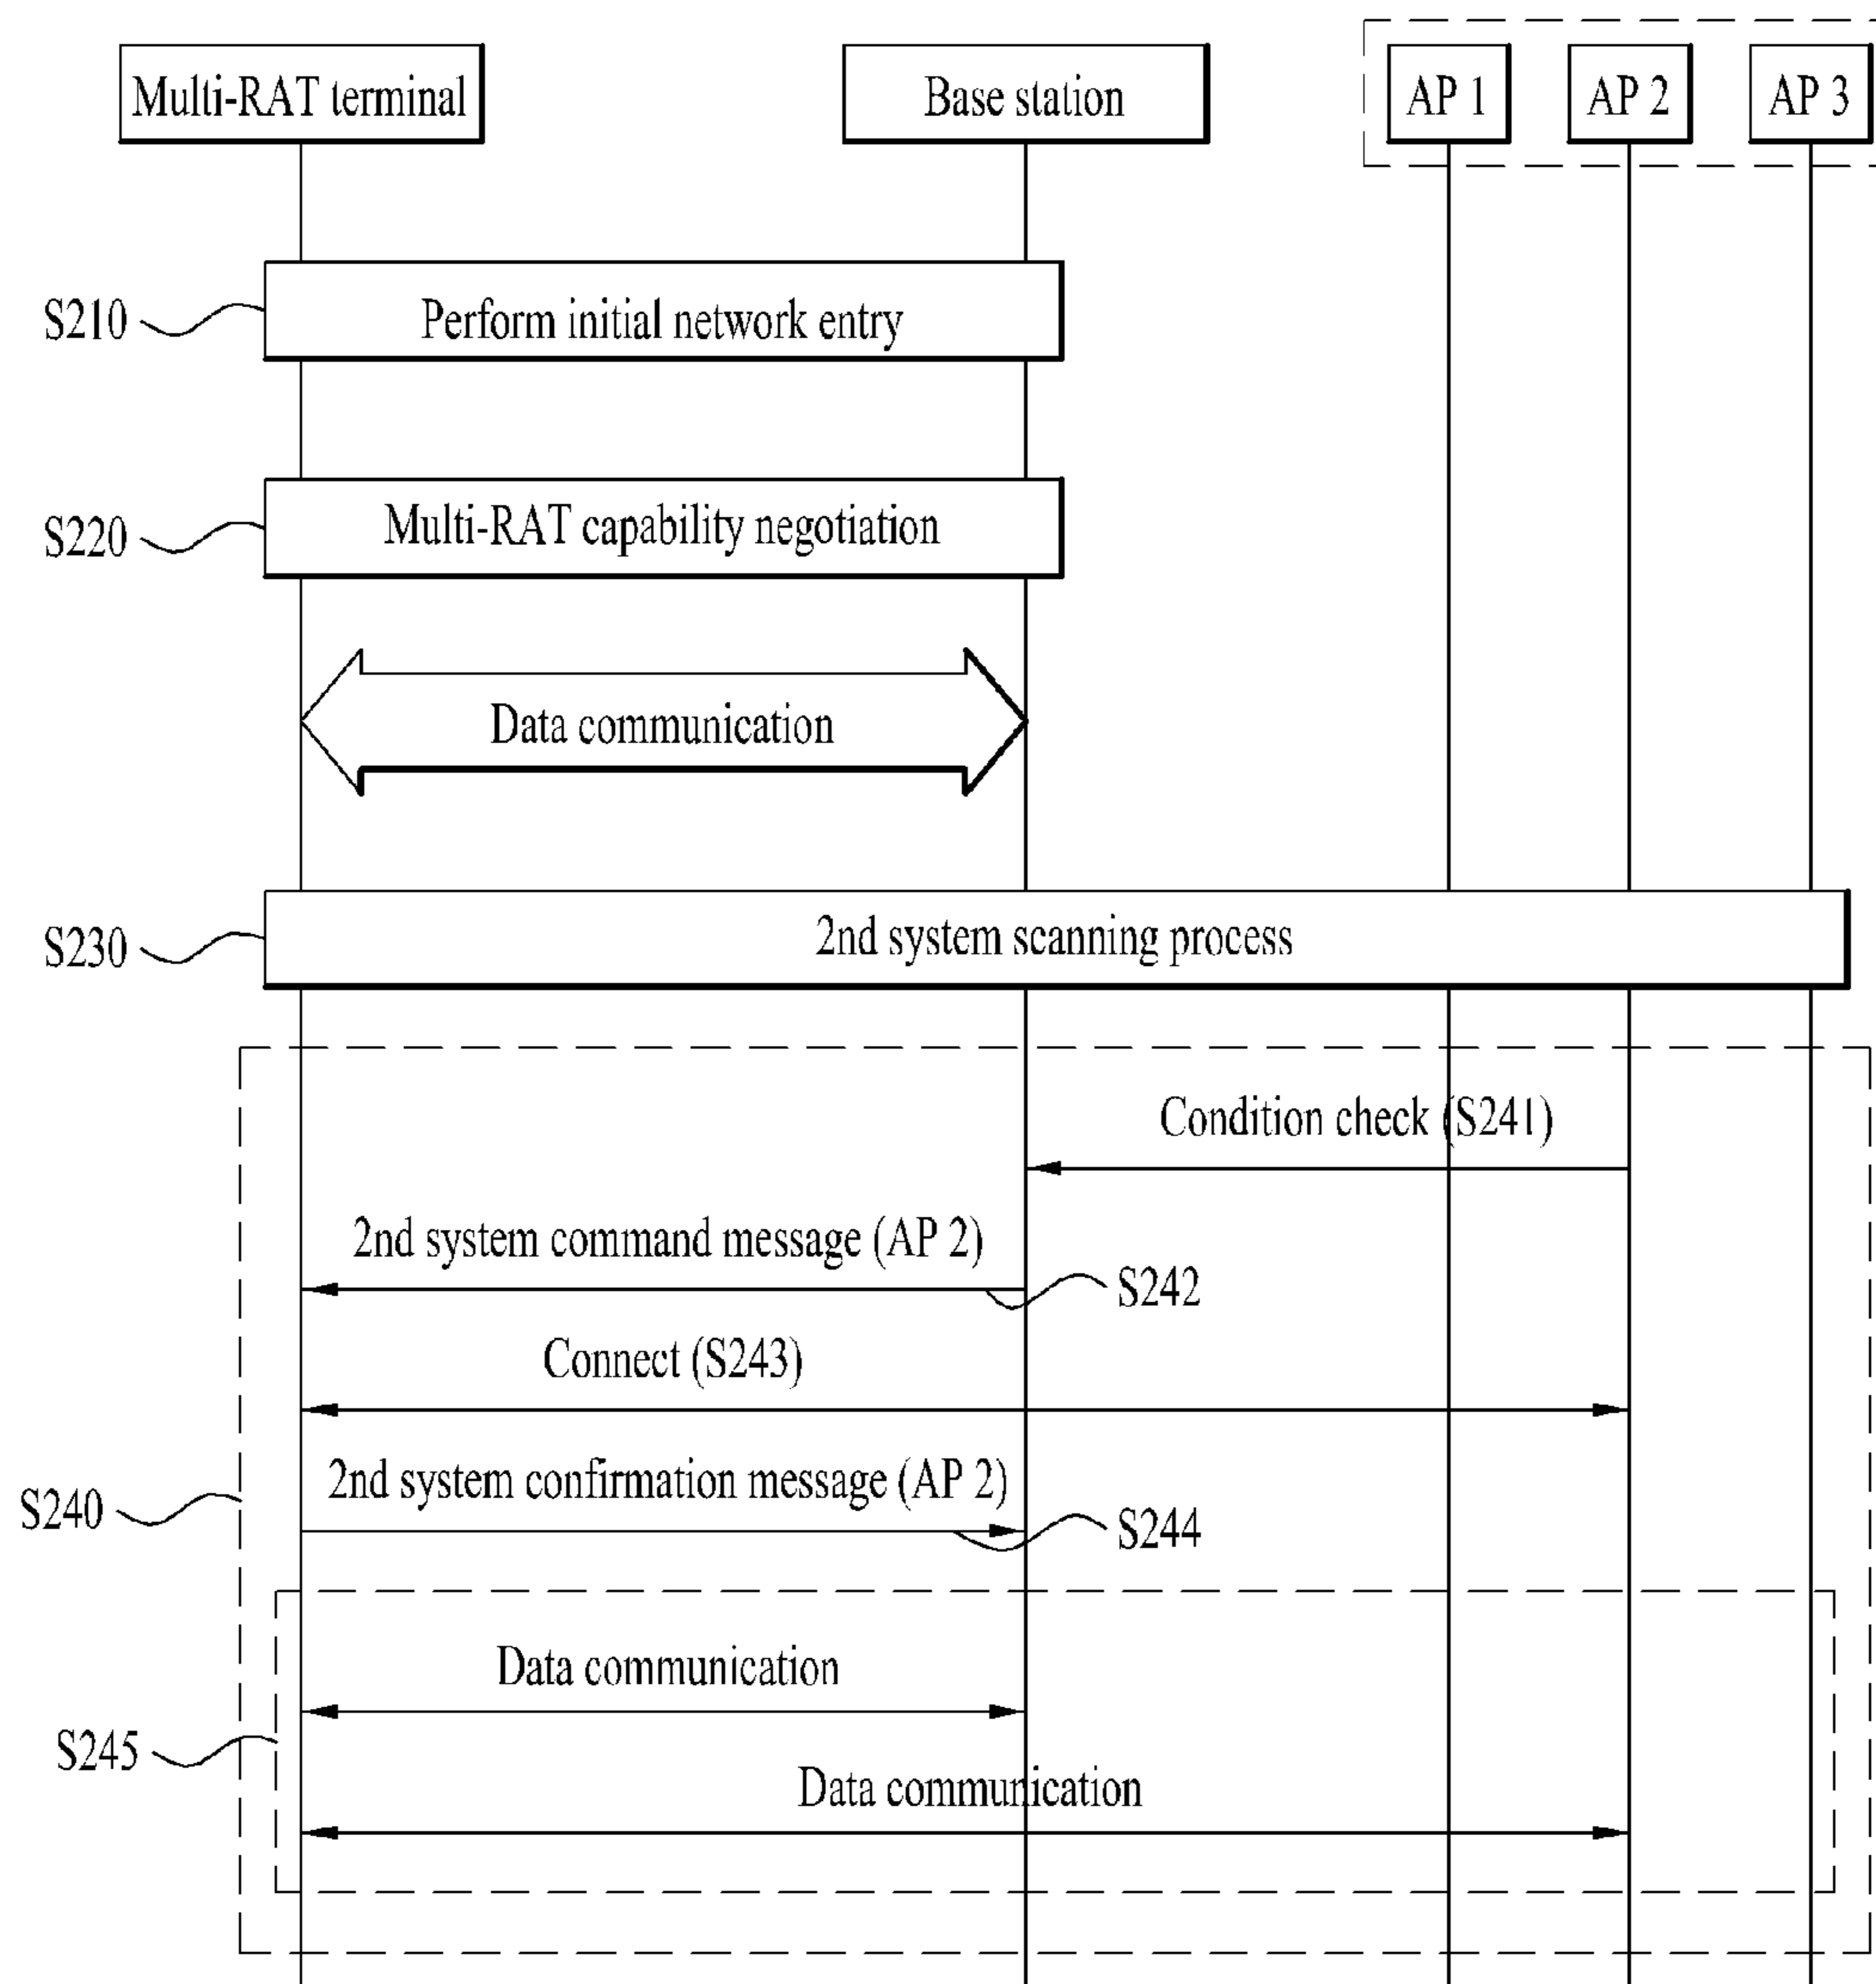 Multi-RAT terminal
Base station
AP 1
AP 2
AP 3
S210
Perform initial network entry
S220
Multi-RAT capability negotiation
Data communication
S230
2nd system scanning process
Condition check (S241)
2nd system command message (AP 2)
S242
Connect (S243)
2nd system confirmation message (AP 2)
S240
S244
Data communication
S245
Data communication